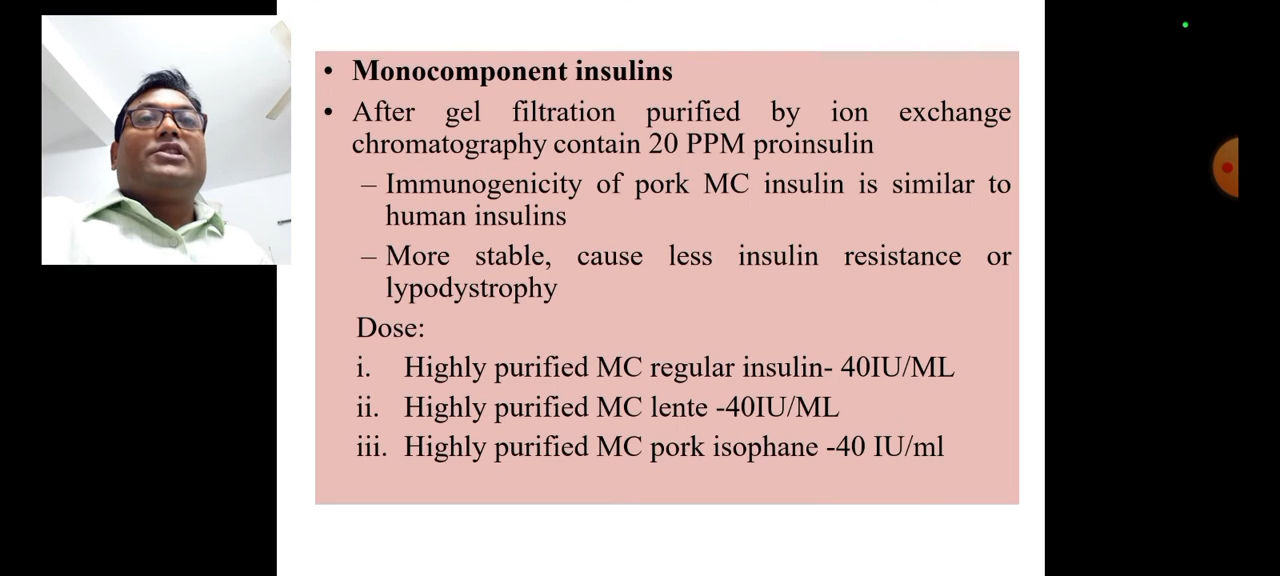 • Monocomponent insulins
• After gel filtration purified by ion exchange
chromatography contain 20 PPM proinsulin
– Immunogenicity of pork MC insulin is similar to
human insulins
– More stable, cause less insulin resistance or
lypodystrophy
Dose:
i. Highly purified MC regular insulin- 40IU/ML
ii. Highly purified MC lente -40IU/ML
iii. Highly purified MC pork isophane -40 IU/ml